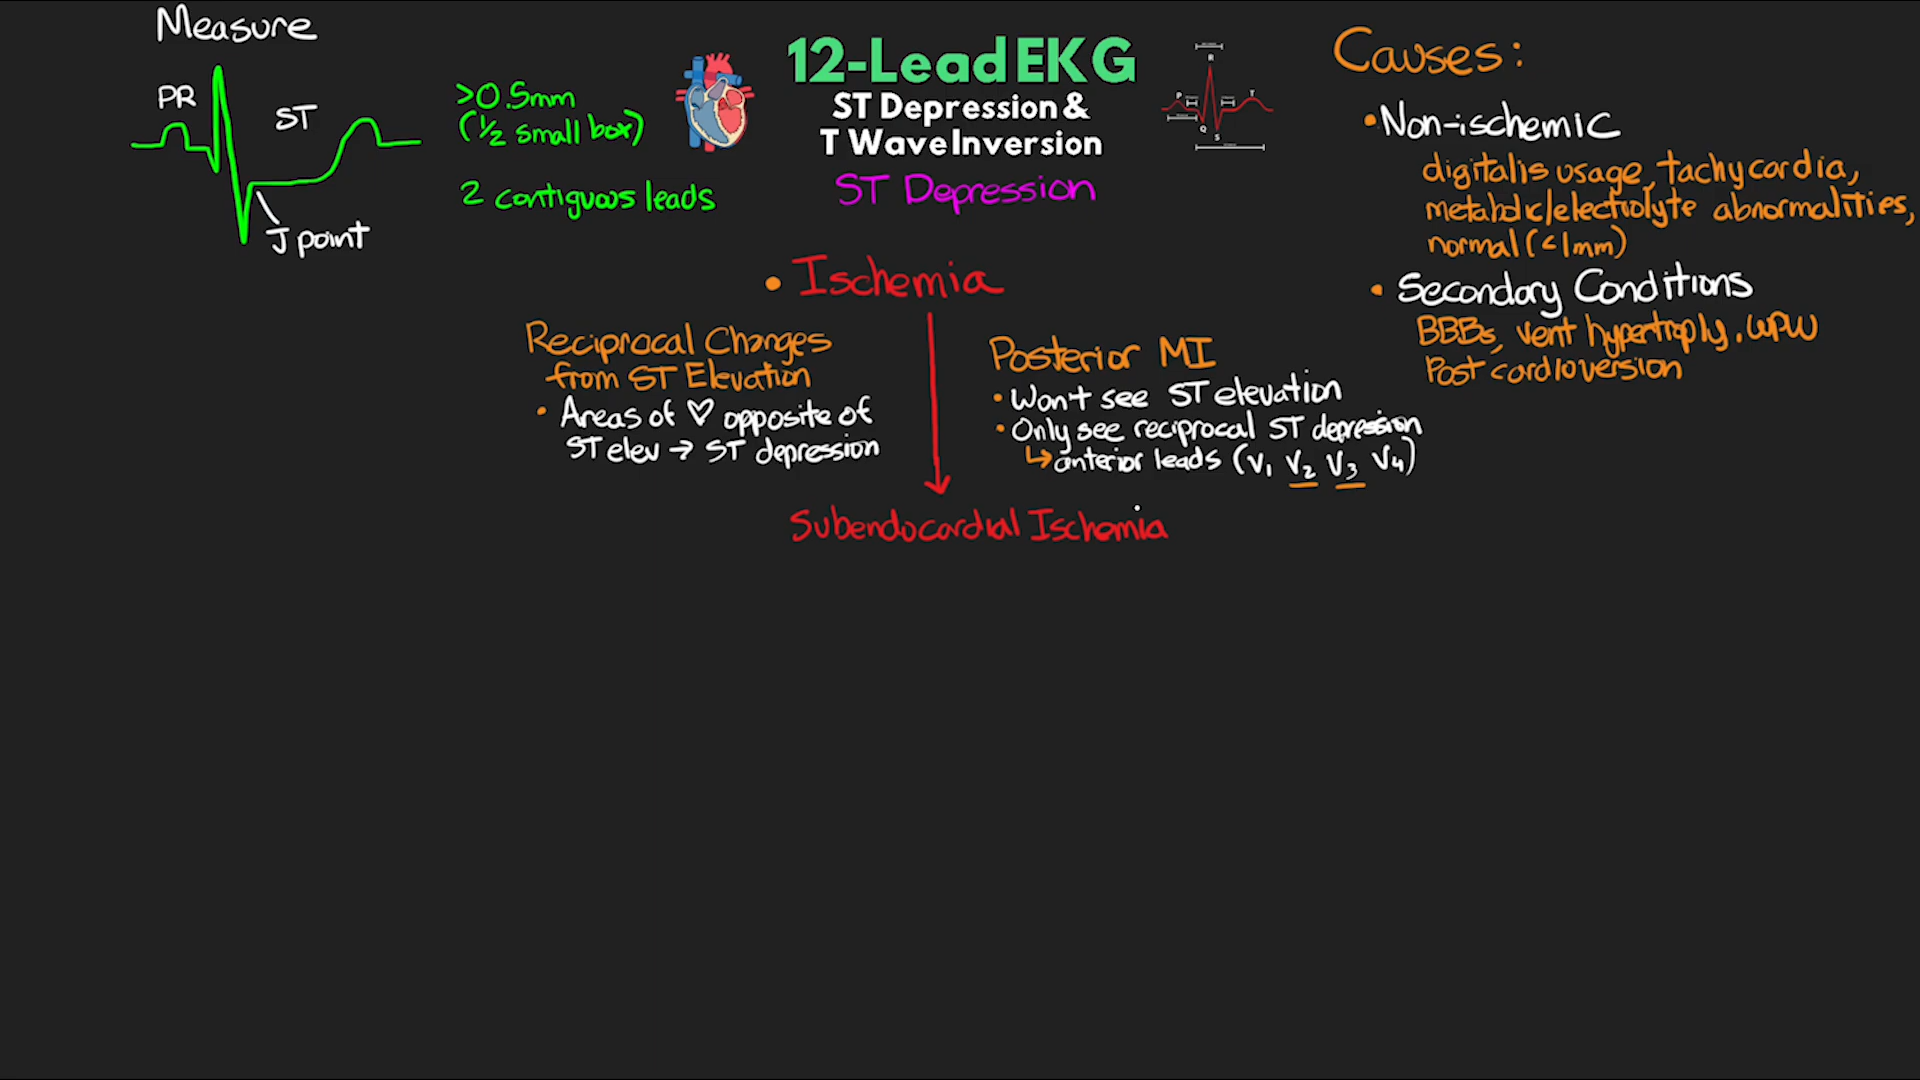 Measure
PR
ST
J point
>0.5mm
(1/2 small box)
2 contiguous leads
12-Lead EKG
ST Depression &
T Wave Inversion
ST Depression
R
P
T
Q
S
Causes:
• Non-ischemic
digitalis usage, tachycardia,
metabolic/electrolyte abnormalities,
normal (<1mm)
• Secondary Conditions
BBBs, vent hypertrophy, WPW
Post cardioversion
• Ischemia
Reciprocal Changes
from ST Elevation
• Areas of ♡ opposite of
ST elev → ST depression
Posterior MI
• Won't see ST elevation
• Only see reciprocal ST depression
↳ anterior leads (V1 V2 V3 V4)
Subendocardial Ischemia